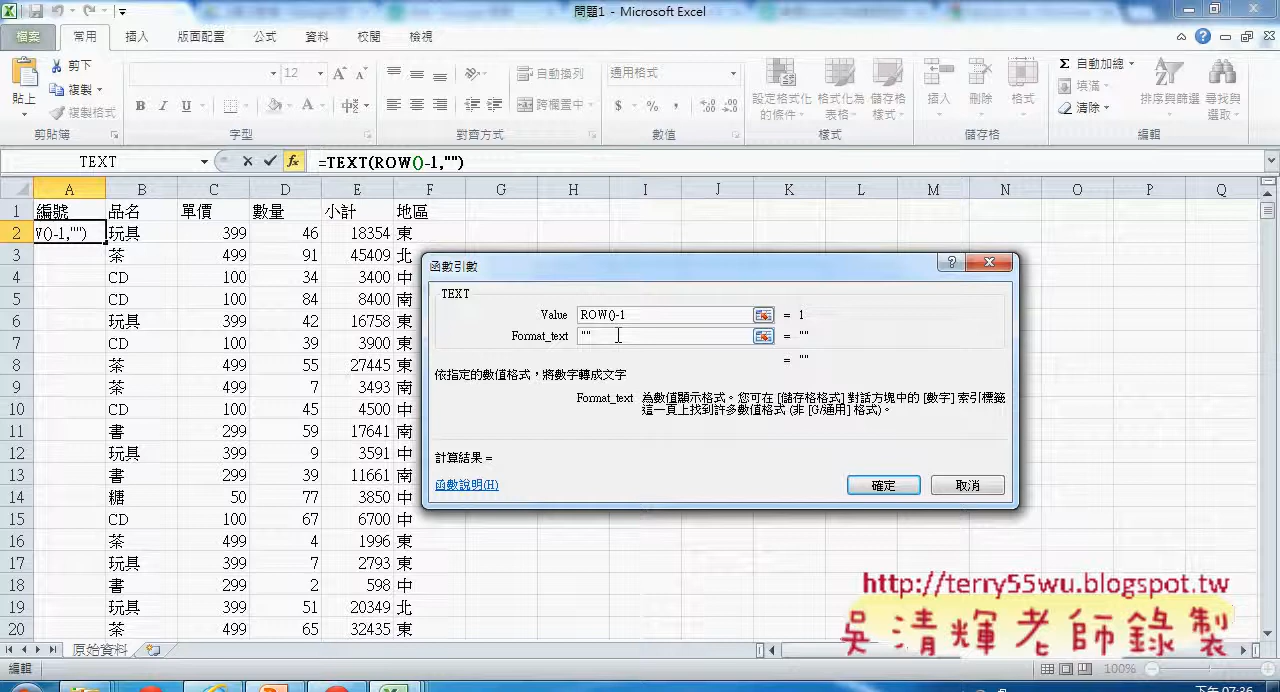 問題1 - Microsoft Excel
檔案 常用 插入 版面配置 公式 資料 校閱 檢視
貼上 剪下 複製 複製格式 剪貼簿
12 B I U 中 字型
自動換列 跨欄置中 對齊方式
通用格式 $ % , 數值
設定格式化的條件 格式化為表格 儲存格樣式 樣式
插入 刪除 格式 儲存格
Σ 自動加總 填滿 清除 排序與篩選 尋找與選取 編輯
TEXT fx =TEXT(ROW()-1,"")
A B C D E F G H I J K L M N O P Q
1 編號 品名 單價 數量 小計 地區
2 V()-1,"") 玩具 399 46 18354 東
3 茶 499 91 45409 北
4 CD 100 34 3400 中
5 CD 100 84 8400 南
6 玩具 399 42 16758 東
7 CD 100 39 3900 東
8 茶 499 55 27445 東
9 茶 499 7 3493 南
10 CD 100 45 4500 中
11 書 299 59 17641 南
12 玩具 399 9 3591 中
13 書 299 39 11661 南
14 糖 50 77 3850 中
15 CD 100 67 6700 中
16 茶 499 4 1996 東
17 玩具 399 7 2793 東
18 書 299 2 598 中
19 玩具 399 51 20349 北
20 茶 499 65 32435 東
函數引數
TEXT
Value ROW()-1 = 1
Format_text "" = ""
= ""
依指定的數值格式，將數字轉成文字
Format_text 為數值顯示格式。您可在 [儲存格格式] 對話方塊中的 [數字] 索引標籤
這一頁上找到許多數值格式 (非 [G/通用] 格式)。
計算結果 =
函數說明(H) 確定 取消
http://terry55wu.blogspot.tw
吳清輝老師錄製
原始資料
編輯 100%
下午 07:36